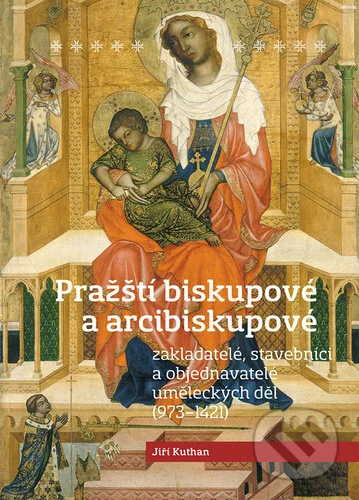 Pražští biskupové
a arcibiskupové
zakladatelé, stavebníci
a objednavatelé
uměleckých děl
(973–1421)
Jiří Kuthan